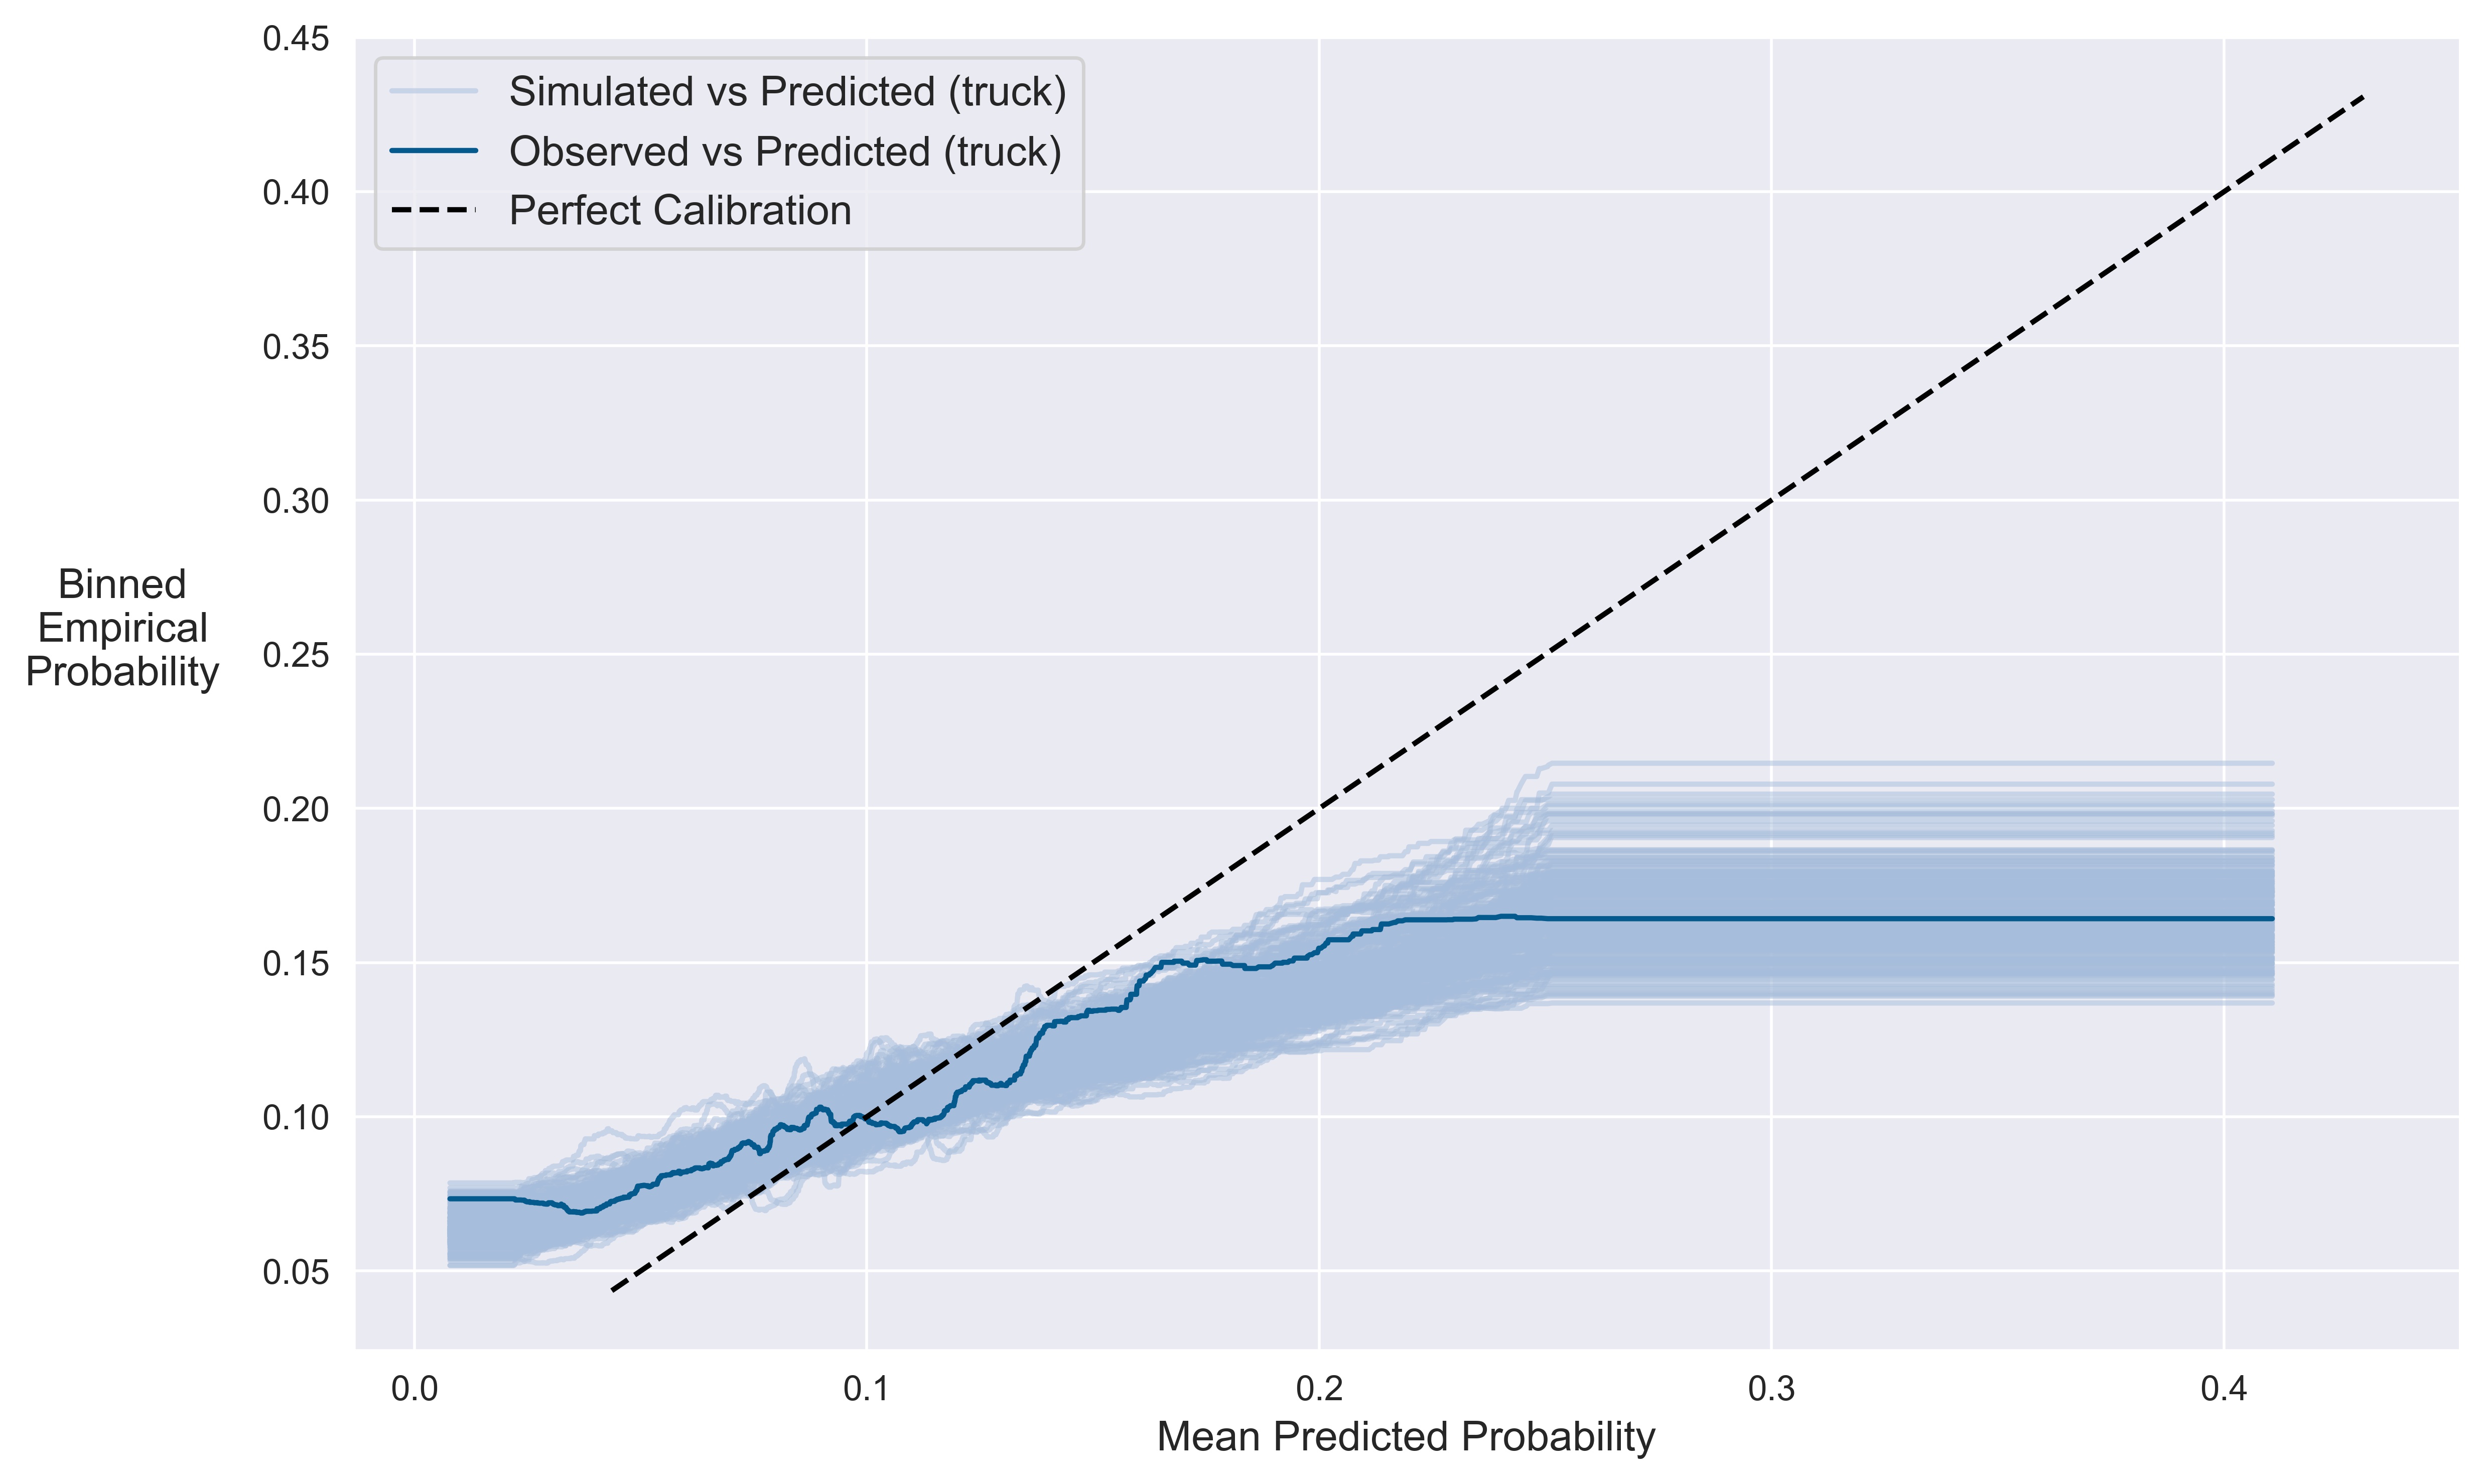 Simulated vs Predicted (truck)
Observed vs Predicted (truck)
Perfect Calibration
0.45
0.40
0.35
0.30
0.25
0.20
0.15
0.10
0.05
Binned
Empirical
Probability
0.0 0.1 0.2 0.3 0.4
Mean Predicted Probability